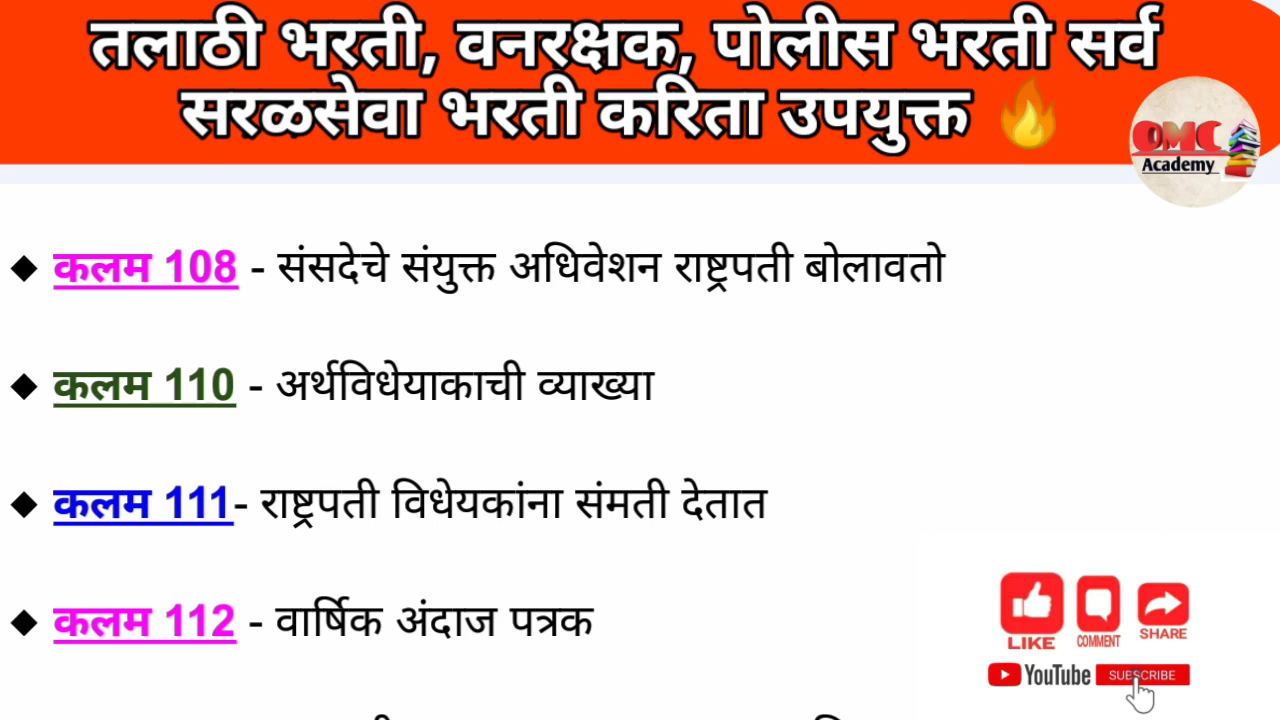 तलाठी भरती, वनरक्षक, पोलीस भरती सर्व
सरळसेवा भरती करिता उपयुक्त 🔥
OMC
Academy
◆ कलम 108 - संसदेचे संयुक्त अधिवेशन राष्ट्रपती बोलावतो
◆ कलम 110 - अर्थविधेयाकाची व्याख्या
◆ कलम 111- राष्ट्रपती विधेयकांना संमती देतात
◆ कलम 112 - वार्षिक अंदाज पत्रक
LIKE COMMENT SHARE
YouTube SUBSCRIBE